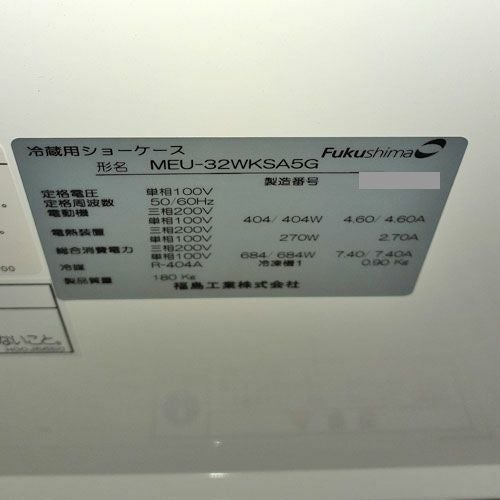 冷蔵用ショーケース
Fukushima
形名 MEU-32WKSA5G
製造番号
定格電圧 単相100V
定格周波数 50/60Hz
電動機 三相200V
単相100V 404/404W 4.60/4.60A
電熱装置 三相200V
単相100V 270W 2.70A
総合消費電力 三相200V
単相100V 684/684W 7.40/7.40A
冷媒 R-404A 冷凍機1 0.90Kg
製品質量 180Kg 福島工業株式会社
ないこと。